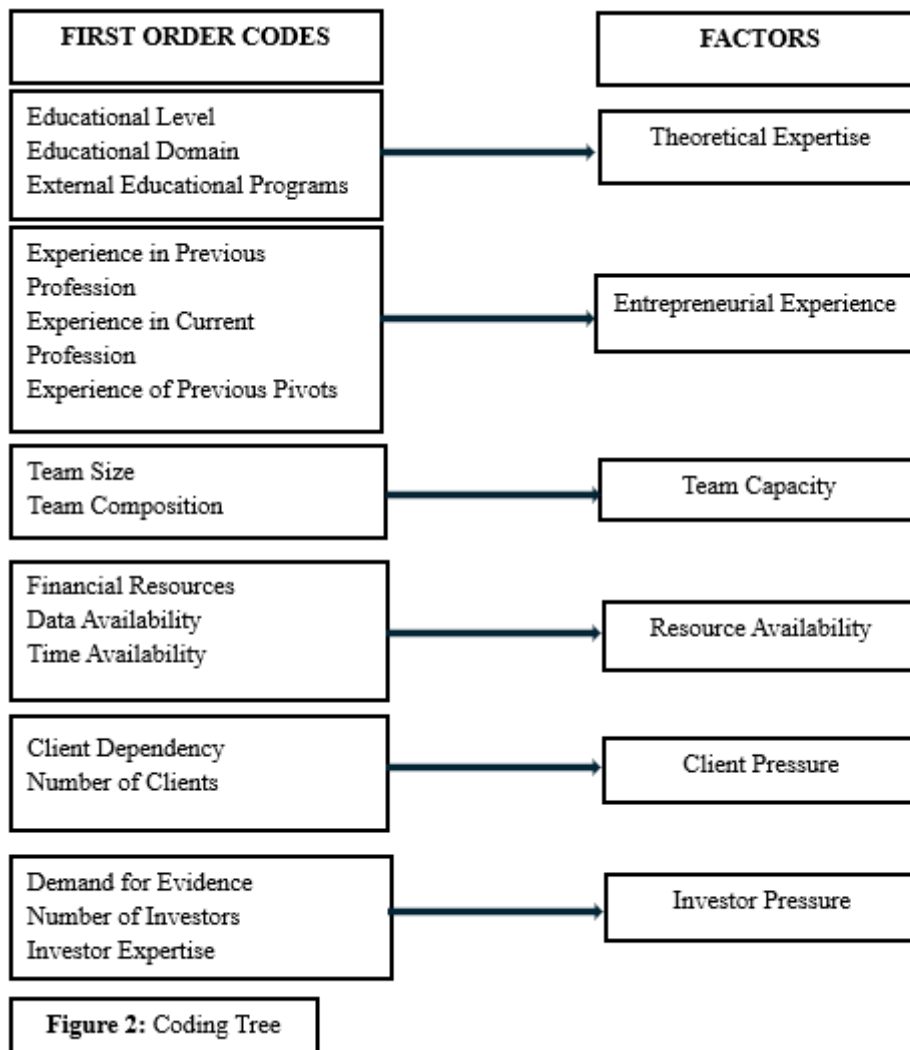 FIRST ORDER CODES
FACTORS
Educational Level
Educational Domain
External Educational Programs
Theoretical Expertise
Experience in Previous
Profession
Experience in Current
Profession
Experience of Previous Pivots
Entrepreneurial Experience
Team Size
Team Composition
Team Capacity
Financial Resources
Data Availability
Time Availability
Resource Availability
Client Dependency
Number of Clients
Client Pressure
Demand for Evidence
Number of Investors
Investor Expertise
Investor Pressure
Figure 2: Coding Tree